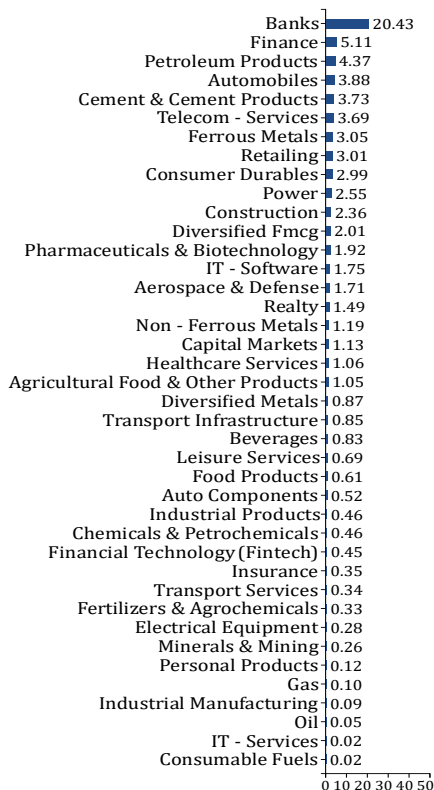 Banks 20.43
Finance 5.11
Petroleum Products 4.37
Automobiles 3.88
Cement & Cement Products 3.73
Telecom - Services 3.69
Ferrous Metals 3.05
Retailing 3.01
Consumer Durables 2.99
Power 2.55
Construction 2.36
Diversified Fmcg 2.01
Pharmaceuticals & Biotechnology 1.92
IT - Software 1.75
Aerospace & Defense 1.71
Realty 1.49
Non - Ferrous Metals 1.19
Capital Markets 1.13
Healthcare Services 1.06
Agricultural Food & Other Products 1.05
Diversified Metals 0.87
Transport Infrastructure 0.85
Beverages 0.83
Leisure Services 0.69
Food Products 0.61
Auto Components 0.52
Industrial Products 0.46
Chemicals & Petrochemicals 0.46
Financial Technology (Fintech) 0.45
Insurance 0.35
Transport Services 0.34
Fertilizers & Agrochemicals 0.33
Electrical Equipment 0.28
Minerals & Mining 0.26
Personal Products 0.12
Gas 0.10
Industrial Manufacturing 0.09
Oil 0.05
IT - Services 0.02
Consumable Fuels 0.02
0 10 20 30 40 50